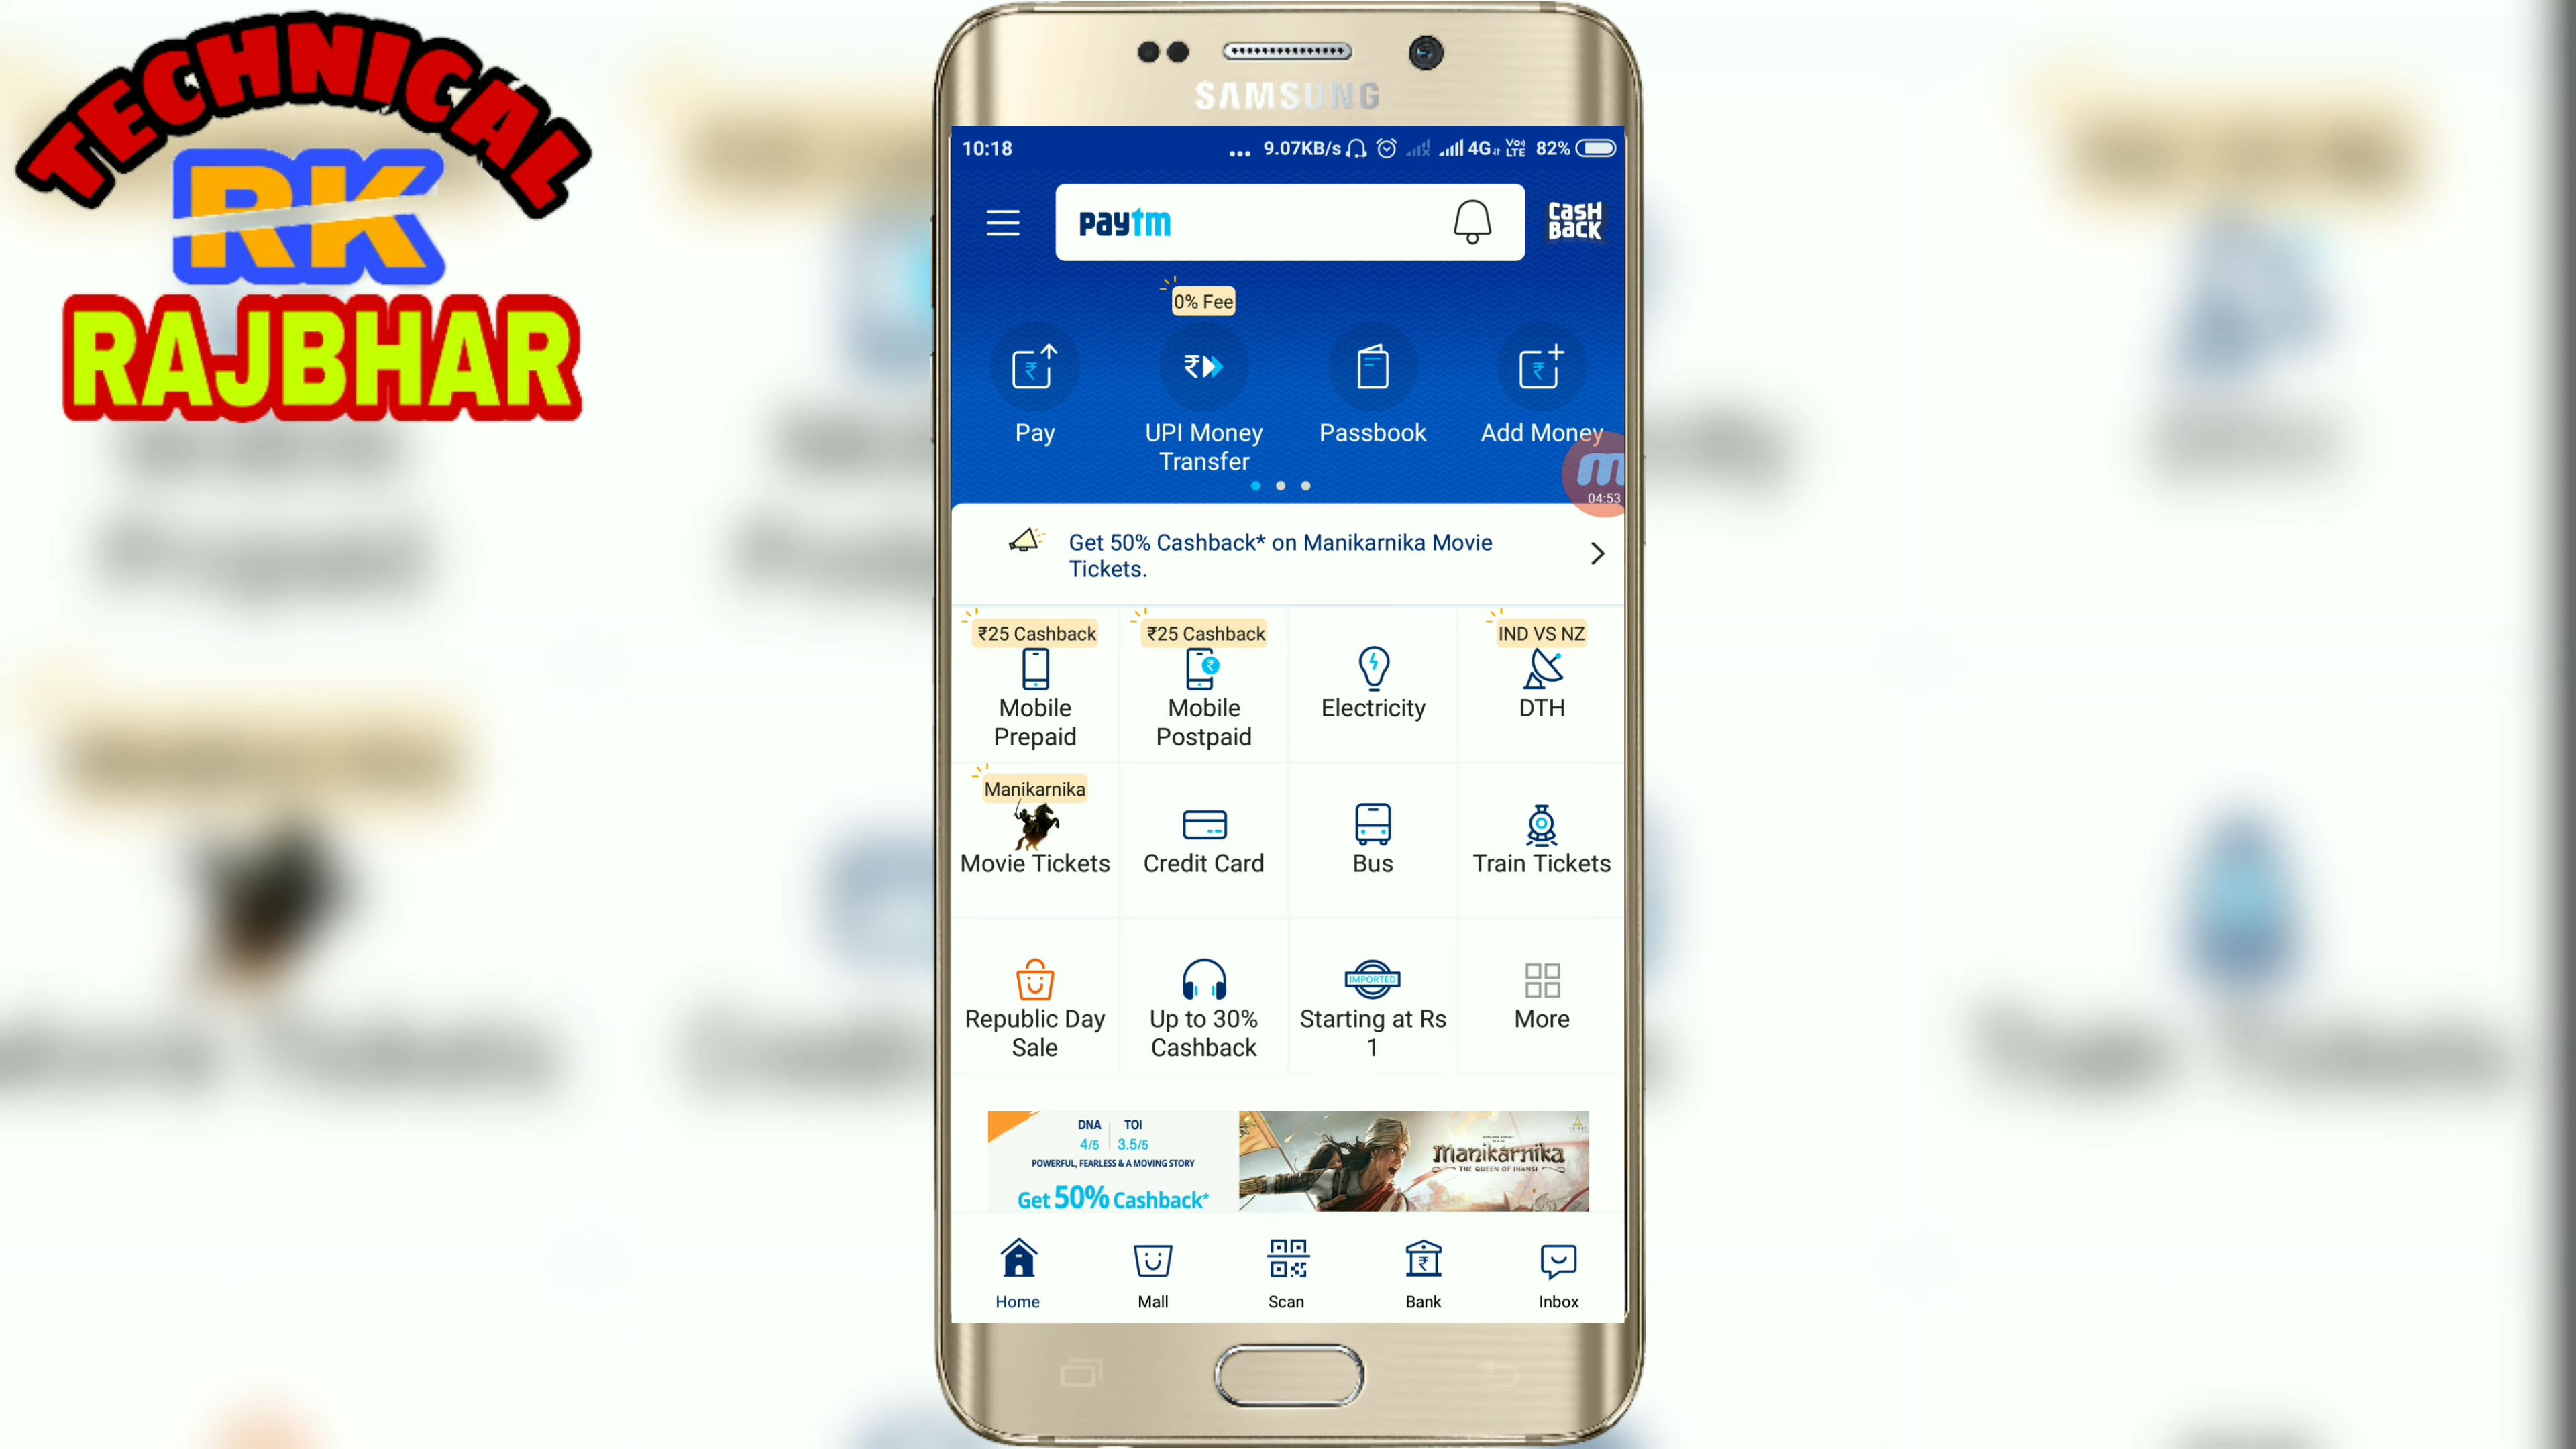 TECHNICAL
RK
RAJBHAR
SAMSUNG
10:18
... 9.07KB/s 4G VoLTE 82%
paytm
CASH BACK
0% Fee
Pay
UPI Money Transfer
Passbook
Add Money
m
04:53
Get 50% Cashback* on Manikarnika Movie
Tickets.
₹25 Cashback
Mobile
Prepaid
₹25 Cashback
Mobile
Postpaid
Electricity
IND VS NZ
DTH
Manikarnika
Movie Tickets
Credit Card
Bus
Train Tickets
Republic Day
Sale
Up to 30%
Cashback
IMPORTED
Starting at Rs
1
More
DNA TOI
4/5 3.5/5
POWERFUL, FEARLESS & A MOVING STORY
Get 50% Cashback*
Manikarnika
THE QUEEN OF JHANSI
Home
Mall
Scan
Bank
Inbox